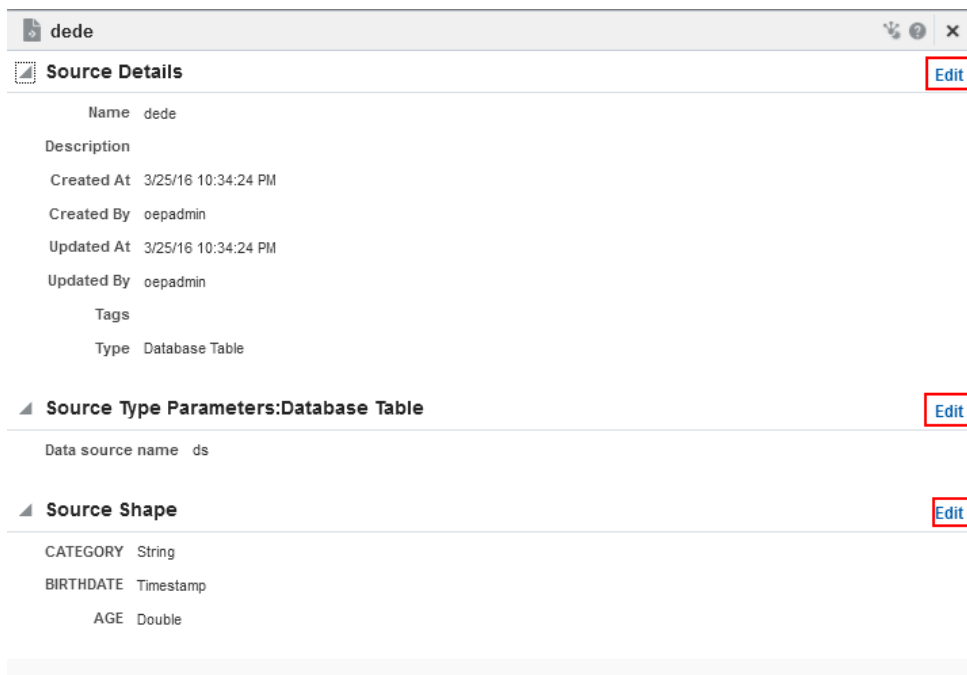 dede
Source Details Edit
Name dede
Description
Created At 3/25/16 10:34:24 PM
Created By oepadmin
Updated At 3/25/16 10:34:24 PM
Updated By oepadmin
Tags
Type Database Table
Source Type Parameters:Database Table Edit
Data source name ds
Source Shape Edit
CATEGORY String
BIRTHDATE Timestamp
AGE Double